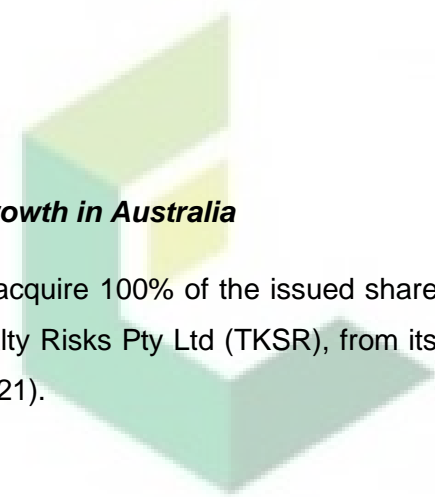 owth in Australia
acquire 100% of the issued share
lty Risks Pty Ltd (TKSR), from its
21).